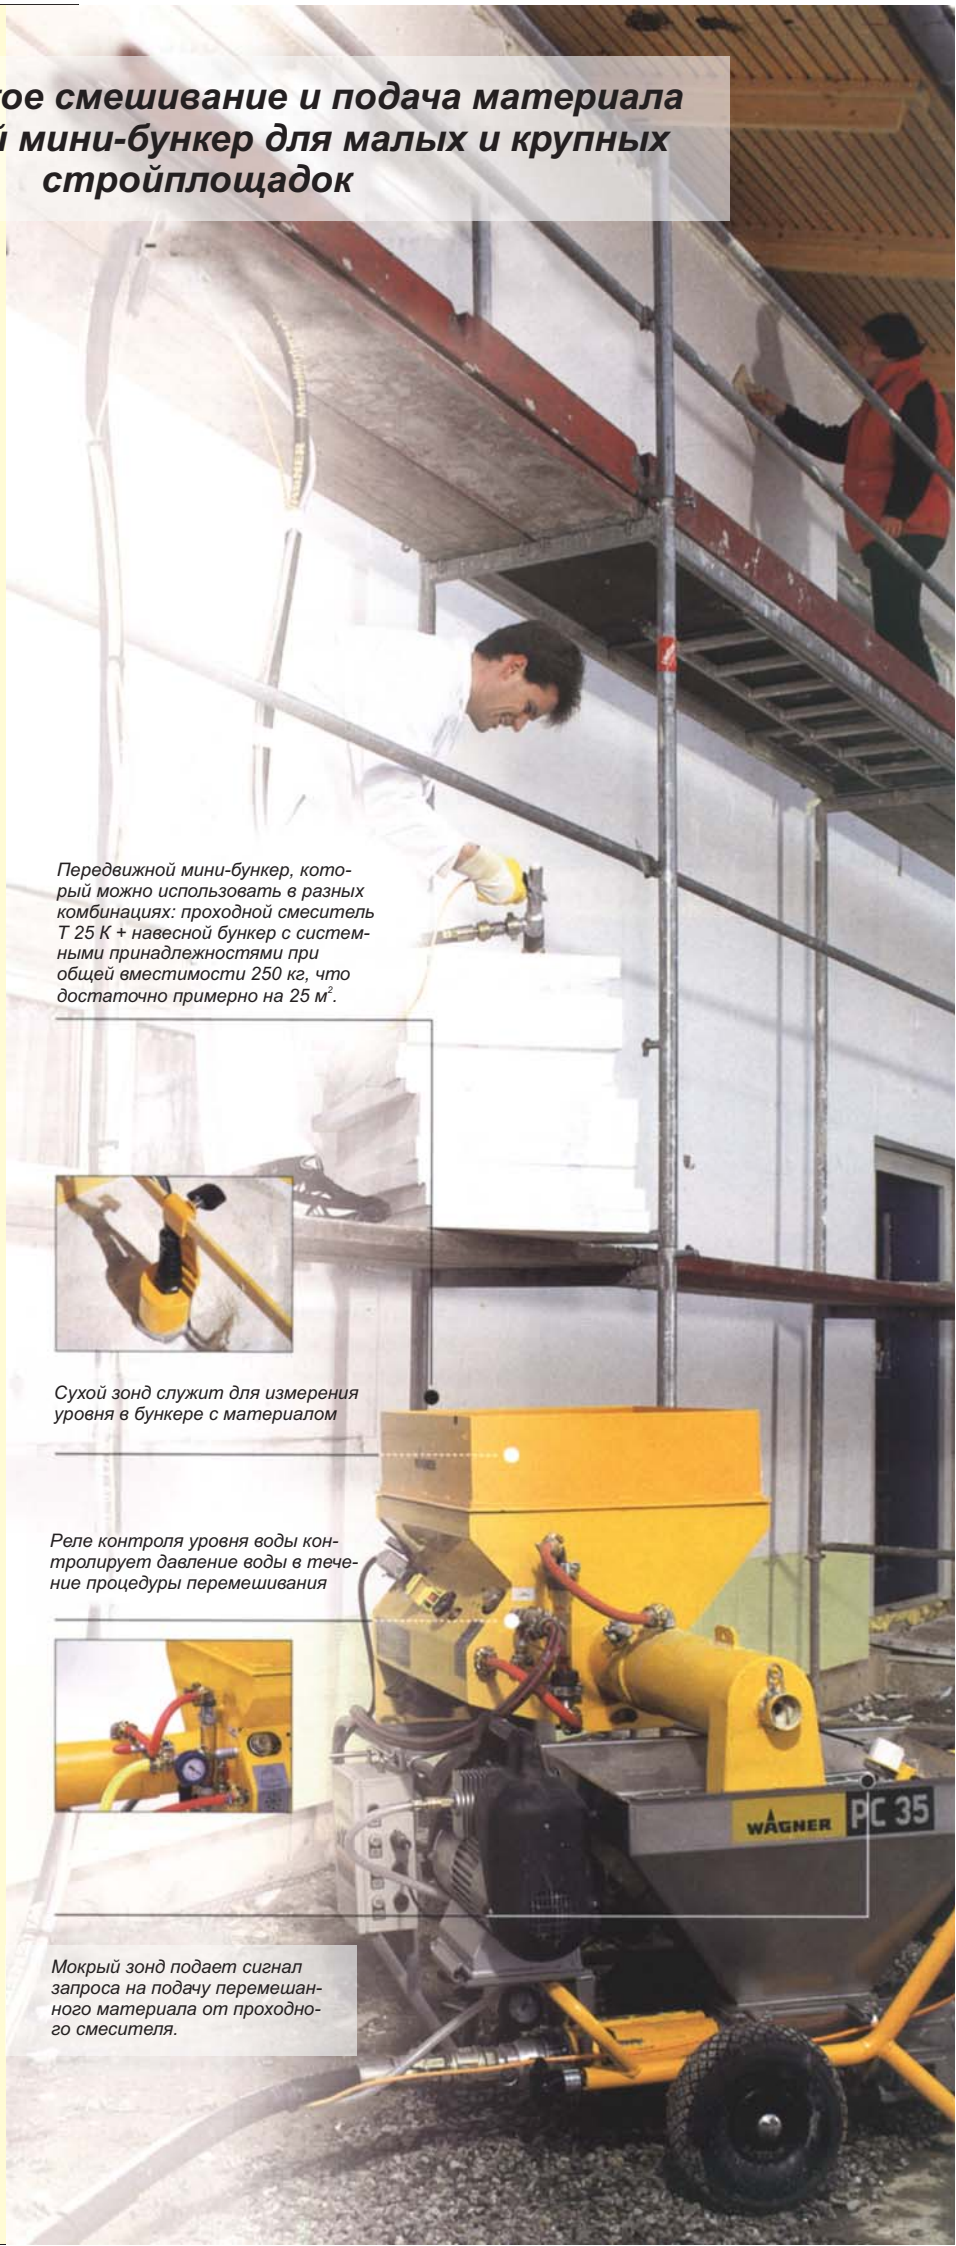 ое смешивание и подача материала
й мини-бункер для малых и крупных
стройплощадок
Передвижной мини-бункер, кото-
рый можно использовать в разных
комбинациях: проходной смеситель
Т 25 К + навесной бункер с систем-
ными принадлежностями при
общей вместимости 250 кг, что
достаточно примерно на 25 м².
Сухой зонд служит для измерения
уровня в бункере с материалом
Реле контроля уровня воды кон-
тролирует давление воды в тече-
ние процедуры перемешивания
WAGNER PC 35
Мокрый зонд подает сигнал
запроса на подачу перемешан-
ного материала от проходно-
го смесителя.